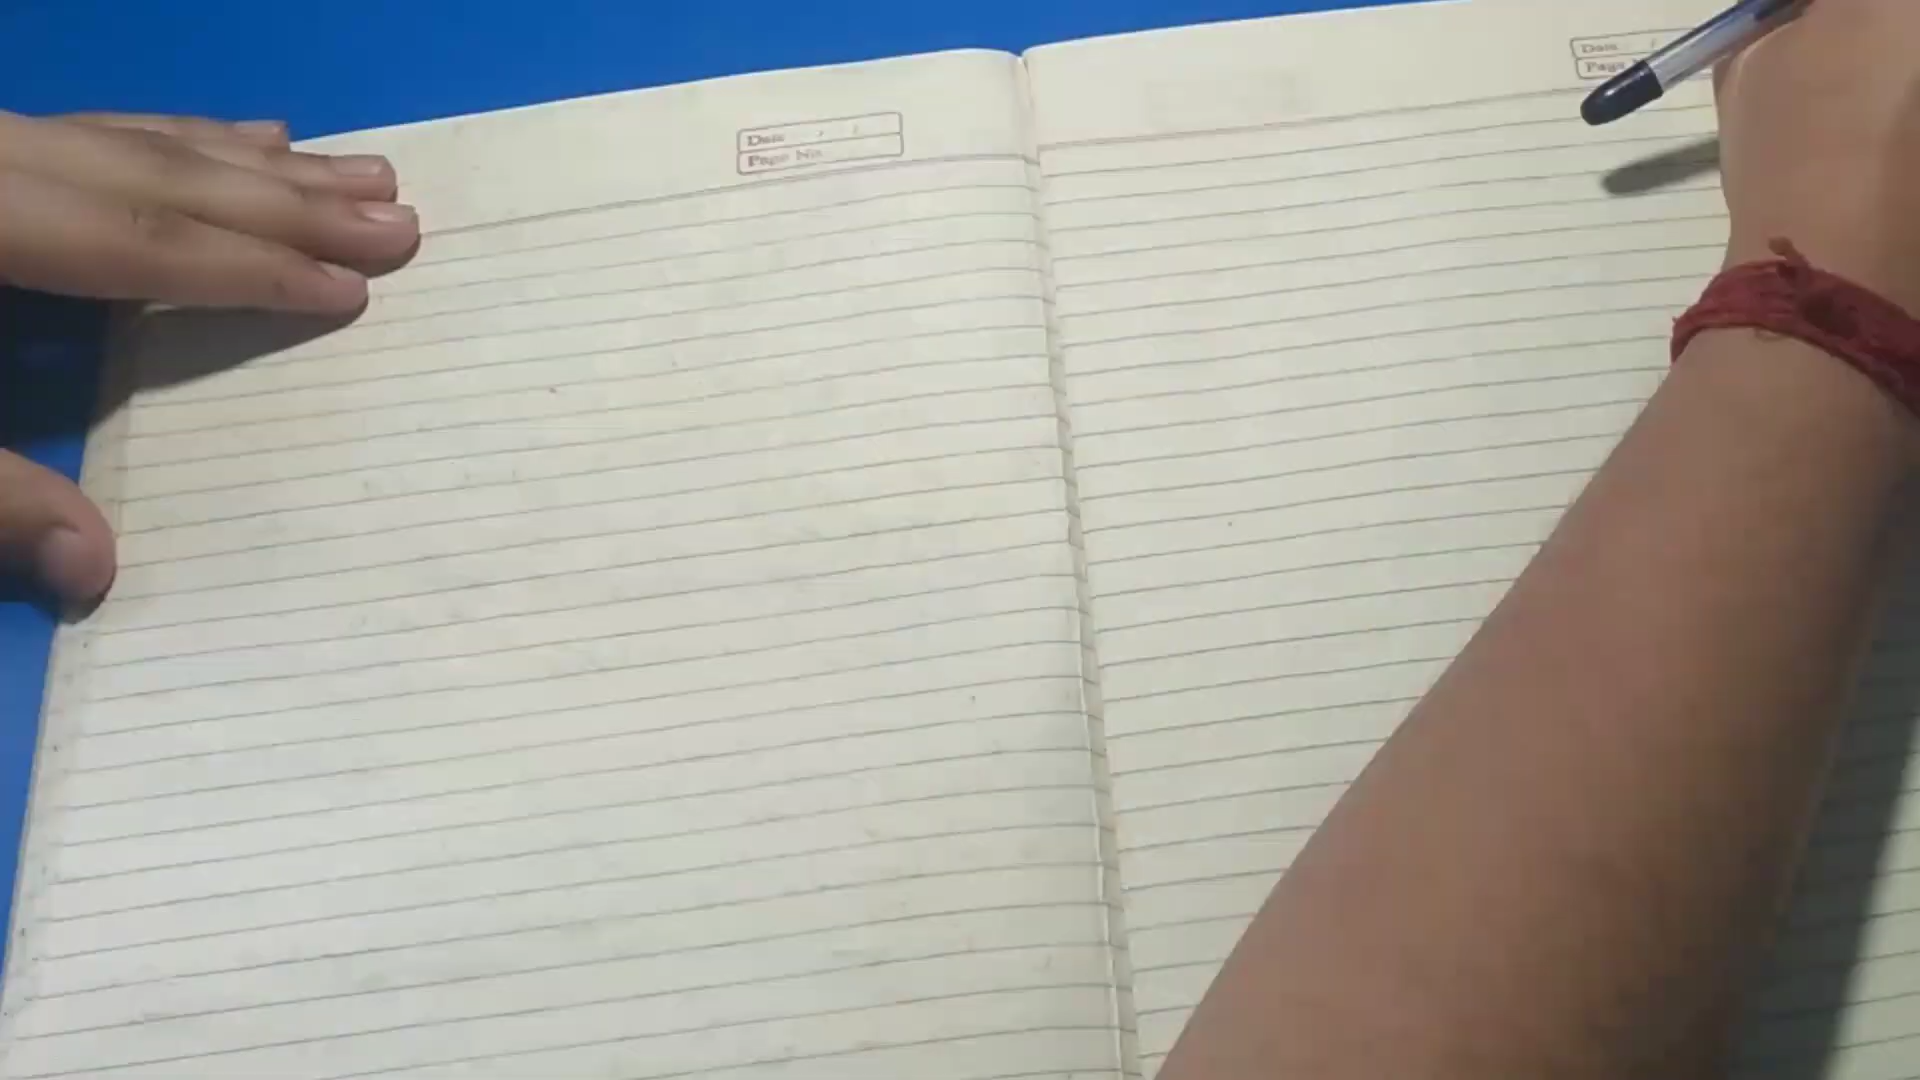 Date / /
Page No
Date /
Page